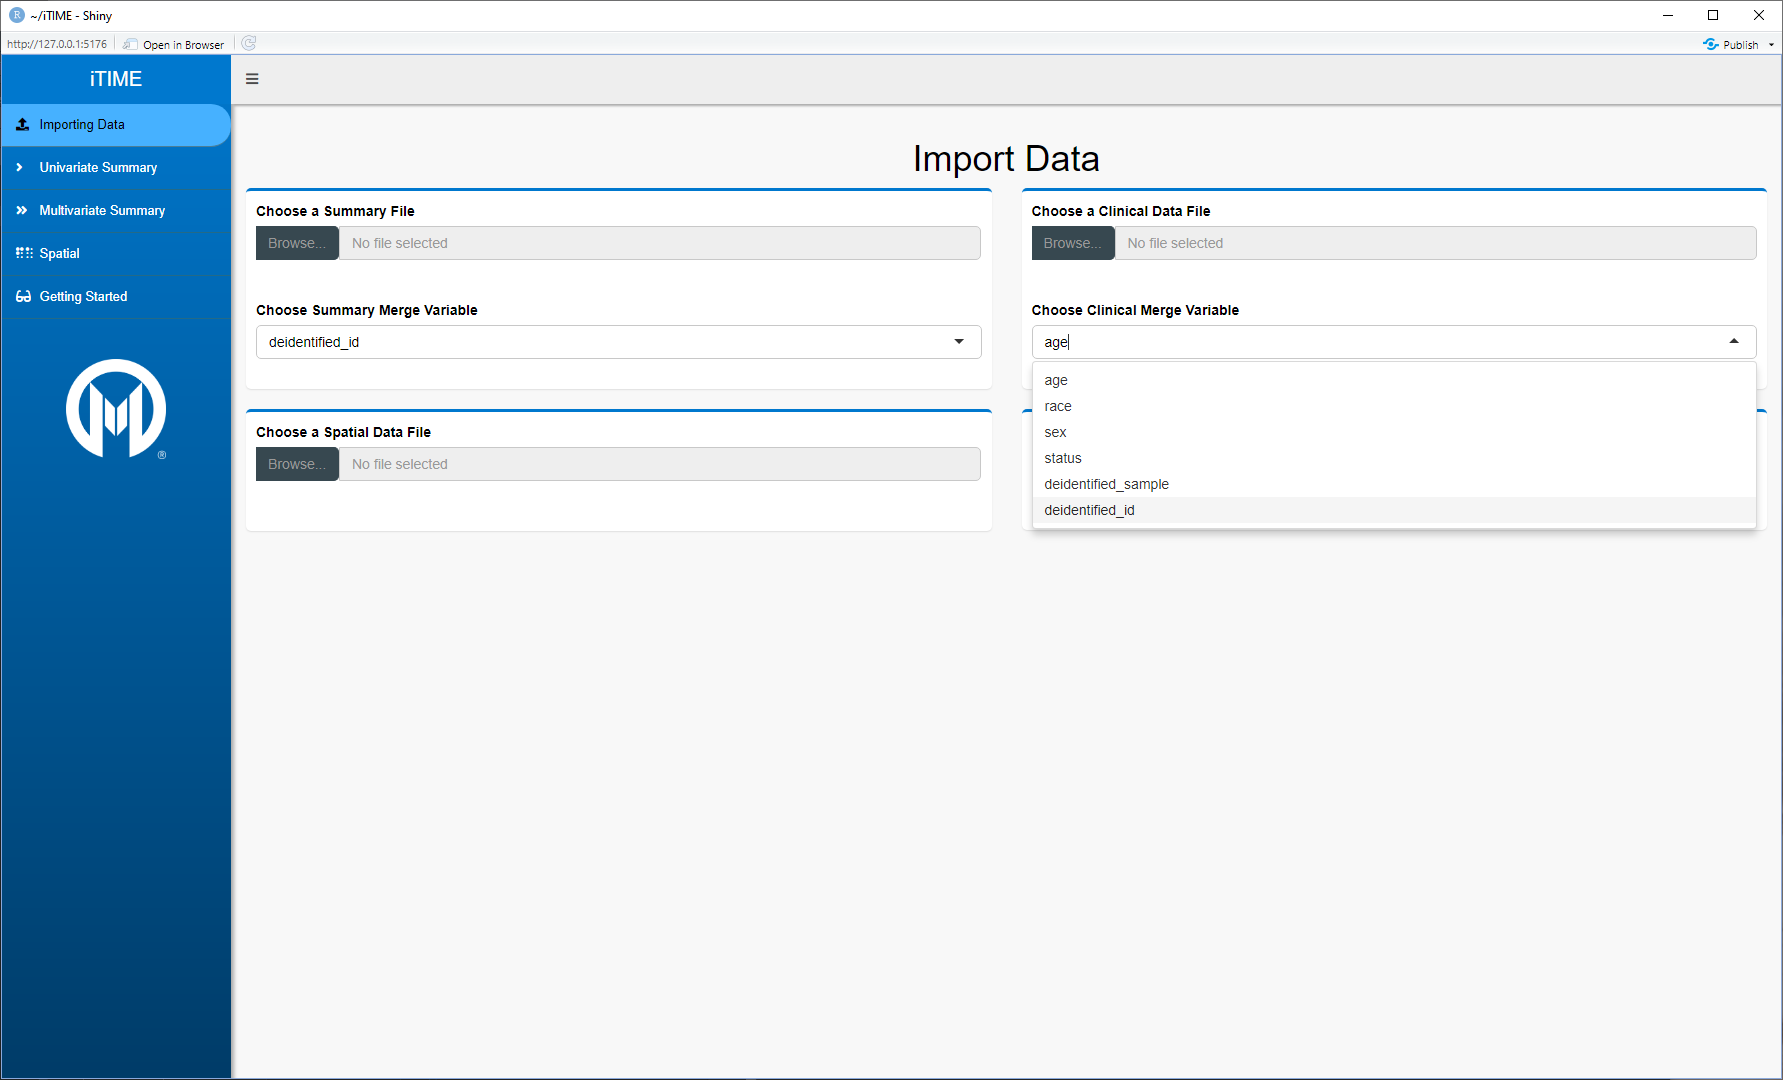 ~/iTIME - Shiny
http://127.0.0.1:5176 Open in Browser Publish
iTIME
Importing Data
Univariate Summary
Multivariate Summary
Spatial
Getting Started
®
Import Data
Choose a Summary File
Browse... No file selected
Choose Summary Merge Variable
deidentified_id
Choose a Clinical Data File
Browse... No file selected
Choose Clinical Merge Variable
age
age
race
sex
status
deidentified_sample
deidentified_id
Choose a Spatial Data File
Browse... No file selected